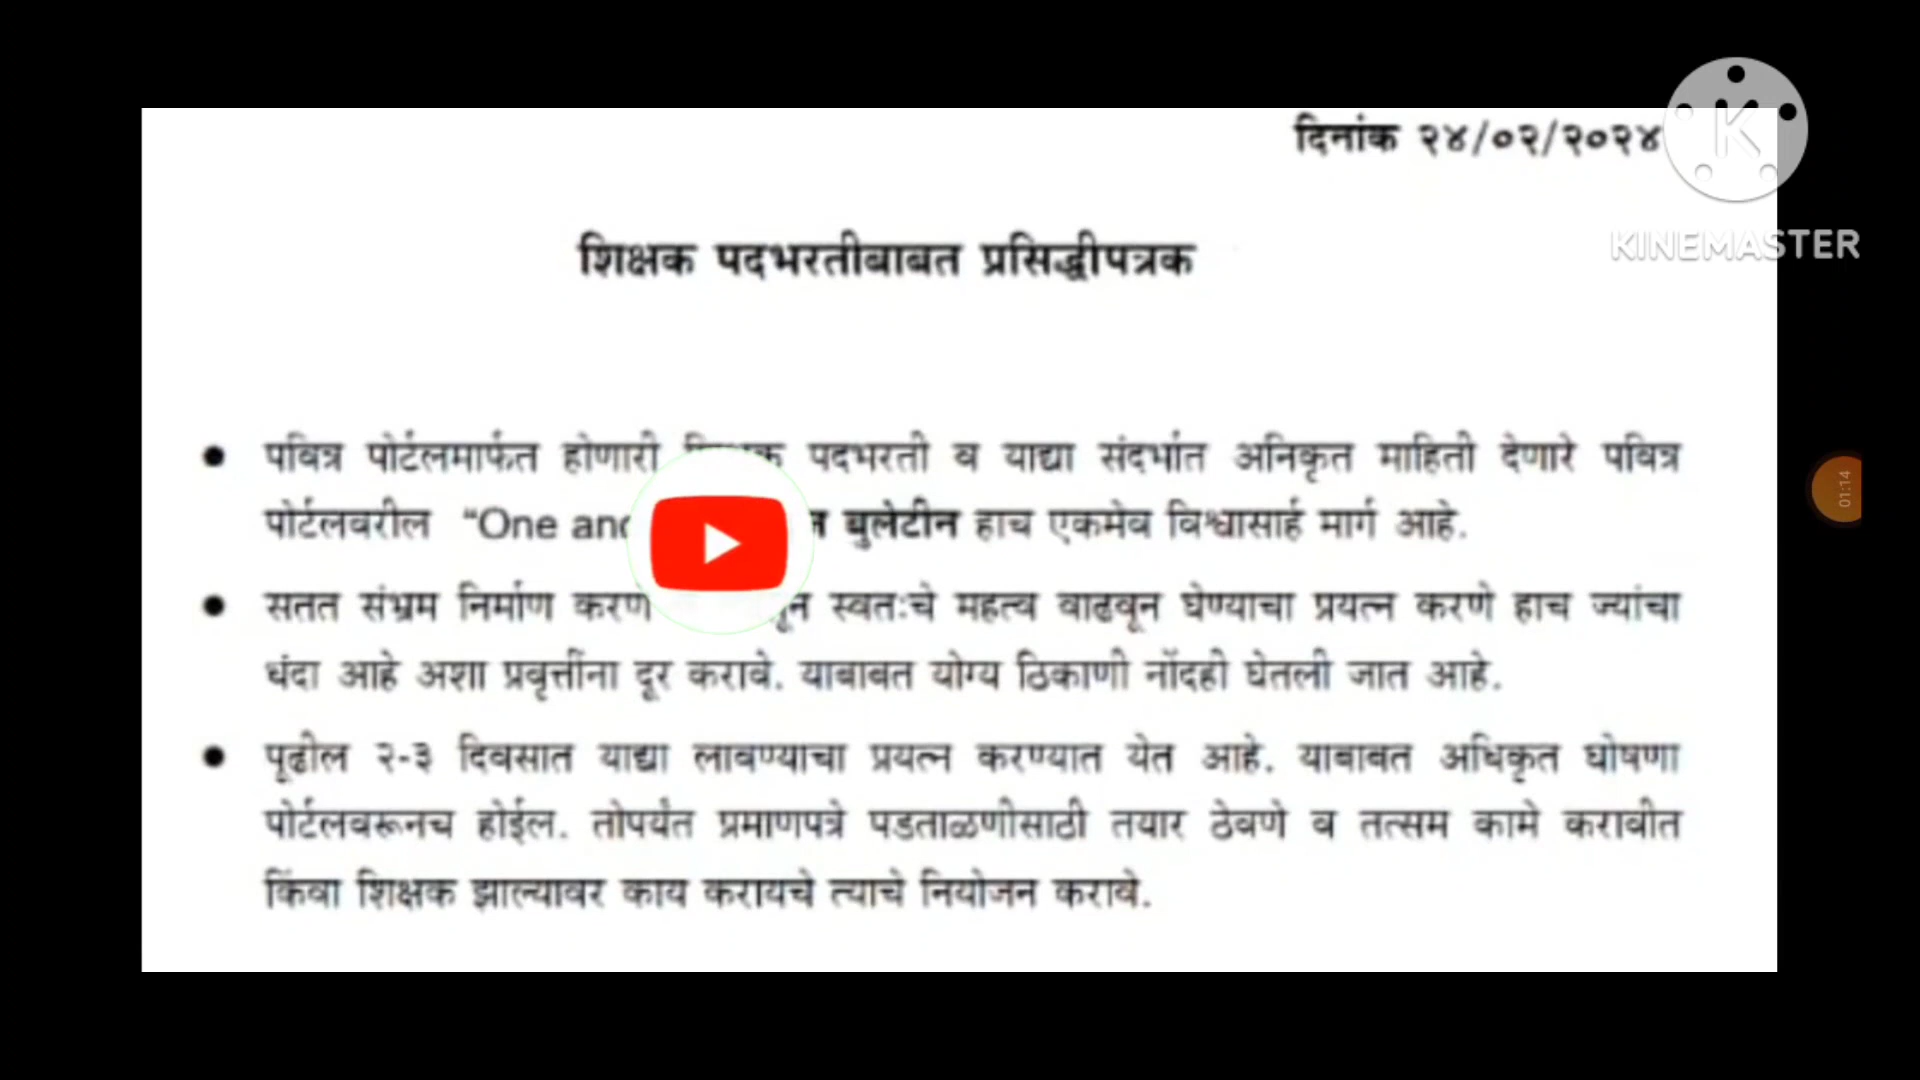 दिनांक २४/०२/२०२४
KINEMASTER
शिक्षक पदभरतीबाबत प्रसिद्धीपत्रक
• पवित्र पोर्टलमार्फत होणारी पदभरती व याद्या संदर्भात अनिकृत माहिती देणारे पवित्र
पोर्टलवरील “One and बुलेटीन हाच एकमेव विश्वासार्ह मार्ग आहे.
01:14
• सतत संभ्रम निर्माण करणे स्वतःचे महत्व वाढवून घेण्याचा प्रयत्न करणे हाच ज्यांचा
धंदा आहे अशा प्रवृत्तींना दूर करावे. याबाबत योग्य ठिकाणी नोंदही घेतली जात आहे.
• पूढील २-३ दिवसात याद्या लावण्याचा प्रयत्न करण्यात येत आहे. याबाबत अधिकृत घोषणा
पोर्टलवरूनच होईल. तोपर्यंत प्रमाणपत्रे पडताळणीसाठी तयार ठेवणे व तत्सम कामे करावीत
किंवा शिक्षक झाल्यावर काय करायचे त्याचे नियोजन करावे.